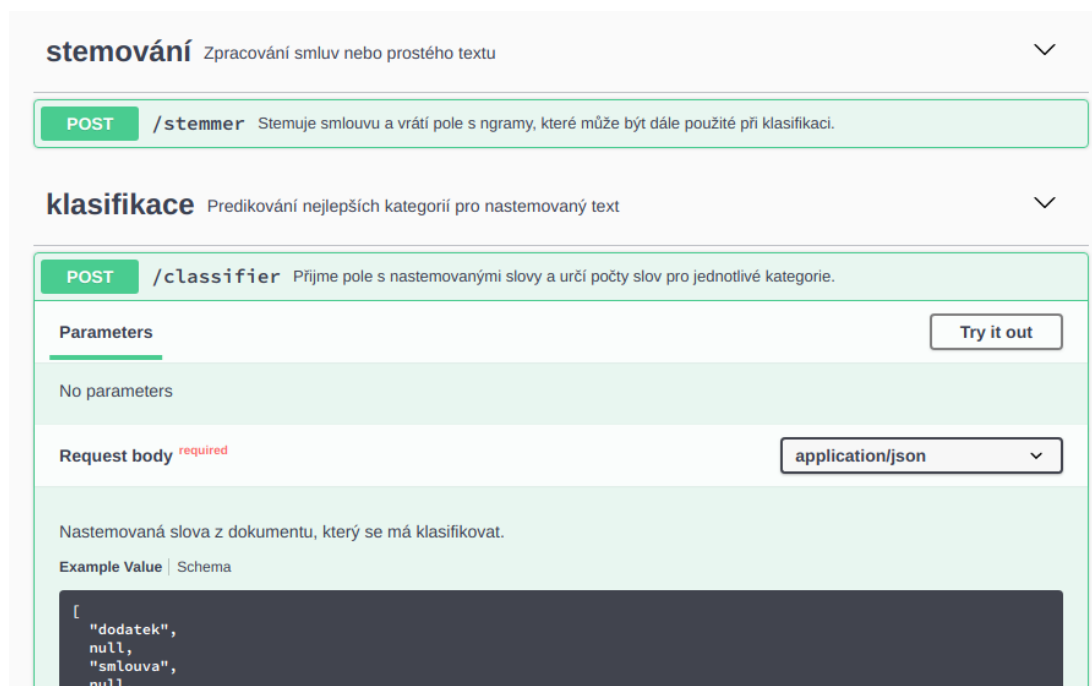 stemování Zpracování smluv nebo prostého textu
POST /stemmer Stemuje smlouvu a vrátí pole s ngramy, které může být dále použité při klasifikaci.
klasifikace Predikování nejlepších kategorií pro nastemovaný text
POST /classifier Přijme pole s nastemovanými slovy a určí počty slov pro jednotlivé kategorie.
Parameters Try it out
No parameters
Request body required application/json
Nastemovaná slova z dokumentu, který se má klasifikovat.
Example Value | Schema
[
"dodatek",
null,
"smlouva",
null